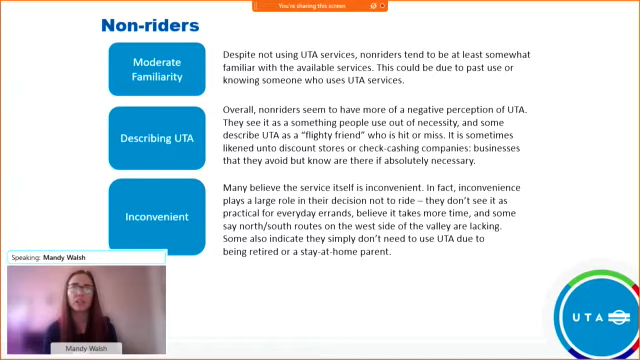 You're sharing this screen
Non-riders
Moderate
Familiarity
Despite not using UTA services, nonriders tend to be at least somewhat
familiar with the available services. This could be due to past use or
knowing someone who uses UTA services.
Describing UTA
Overall, nonriders seem to have more of a negative perception of UTA.
They see it as a something people use out of necessity, and some
describe UTA as a “flighty friend” who is hit or miss. It is sometimes
likened unto discount stores or check-cashing companies: businesses
that they avoid but know are there if absolutely necessary.
Inconvenient
Many believe the service itself is inconvenient. In fact, inconvenience
plays a large role in their decision not to ride – they don’t see it as
practical for everyday errands, believe it takes more time, and some
say north/south routes on the west side of the valley are lacking.
Some also indicate they simply don’t need to use UTA due to
being retired or a stay-at-home parent.
Speaking: Mandy Walsh
Mandy Walsh
UTA